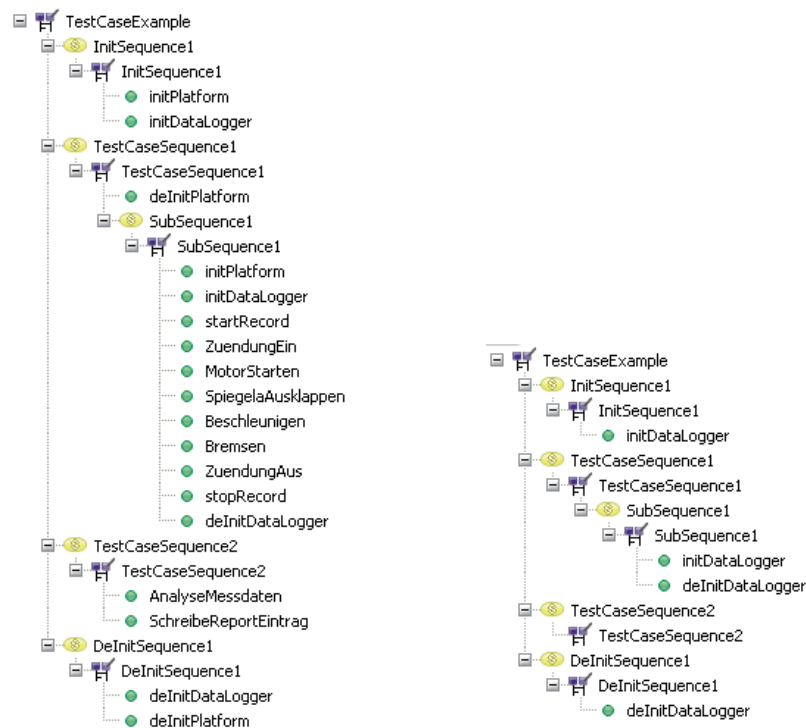 TestCaseExample
InitSequence1
InitSequence1
initPlatform
initDataLogger
TestCaseSequence1
TestCaseSequence1
deInitPlatform
SubSequence1
SubSequence1
initPlatform
initDataLogger
startRecord
ZuendungEin
MotorStarten
SpiegelaAusklappen
Beschleunigen
Bremsen
ZuendungAus
stopRecord
deInitDataLogger
TestCaseSequence2
TestCaseSequence2
AnalyseMessdaten
SchreibeReportEintrag
DeInitSequence1
DeInitSequence1
deInitDataLogger
deInitPlatform
TestCaseExample
InitSequence1
InitSequence1
initDataLogger
TestCaseSequence1
TestCaseSequence1
SubSequence1
SubSequence1
initDataLogger
deInitDataLogger
TestCaseSequence2
TestCaseSequence2
DeInitSequence1
DeInitSequence1
deInitDataLogger